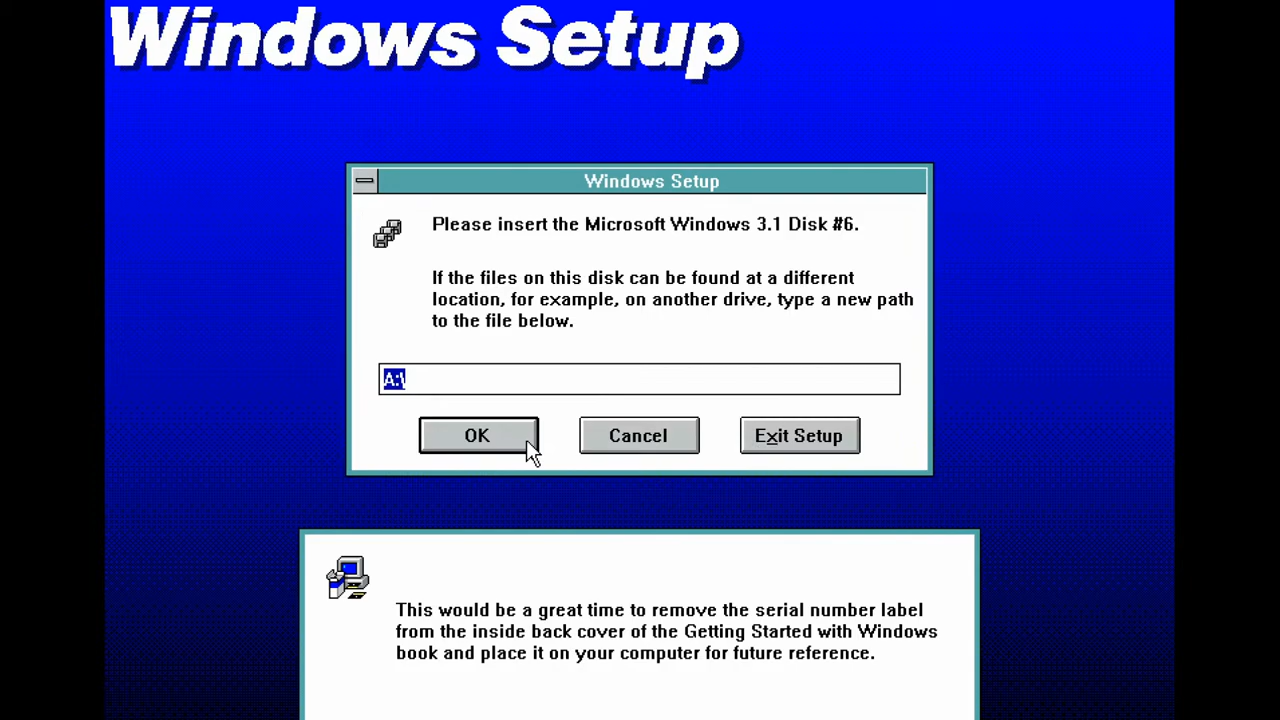 Windows Setup
Windows Setup
Please insert the Microsoft Windows 3.1 Disk #6.
If the files on this disk can be found at a different
location, for example, on another drive, type a new path
to the file below.
A:\
OK Cancel Exit Setup
This would be a great time to remove the serial number label
from the inside back cover of the Getting Started with Windows
book and place it on your computer for future reference.